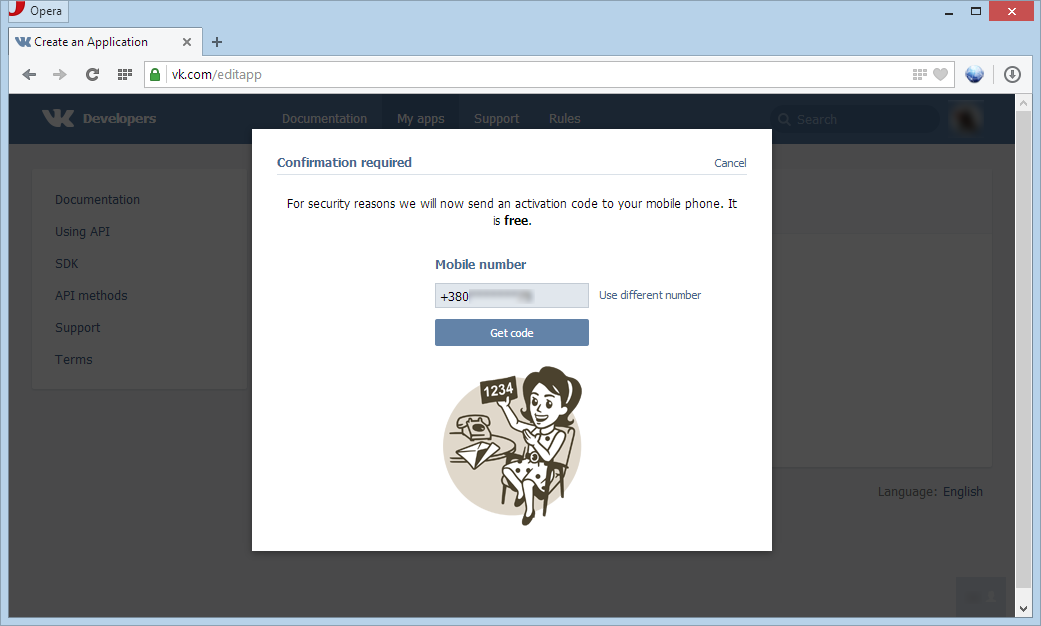 Opera
Create an Application
vk.com/editapp
Developers
Documentation My apps Support Rules Search
Confirmation required Cancel
For security reasons we will now send an activation code to your mobile phone. It
is free.
Documentation
Using API
SDK
API methods
Support
Terms
Mobile number
+380
Use different number
Get code
1234
Language: English